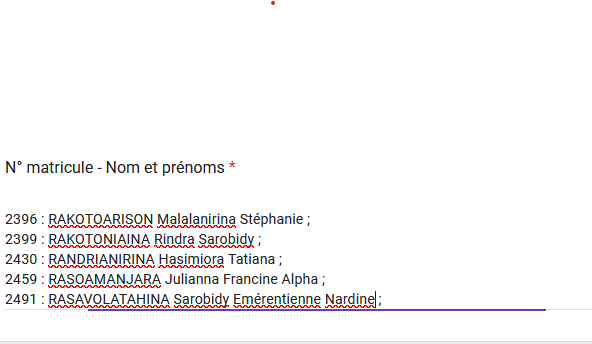 N° matricule - Nom et prénoms *
2396 : RAKOTOARISON Malalanirina Stéphanie ;
2399 : RAKOTONIAINA Rindra Sarobidy ;
2430 : RANDRIANIRINA Hasimiora Tatiana ;
2459 : RASOAMANJARA Julianna Francine Alpha ;
2491 : RASAVOLATAHINA Sarobidy Emérentienne Nardine ;